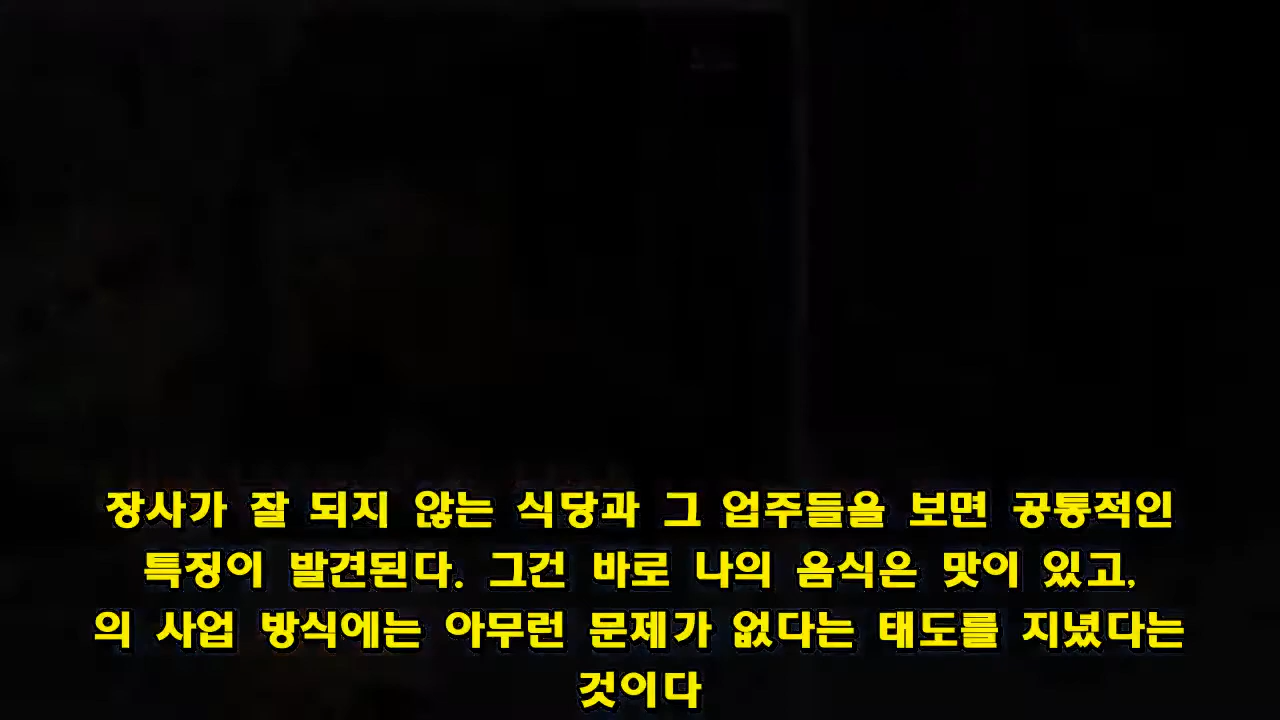 장사가 잘 되지 않는 식당과 그 업주들을 보면 공통적인
특징이 발견된다. 그건 바로 나의 음식은 맛이 있고,
의 사업 방식에는 아무런 문제가 없다는 태도를 지녔다는
것이다